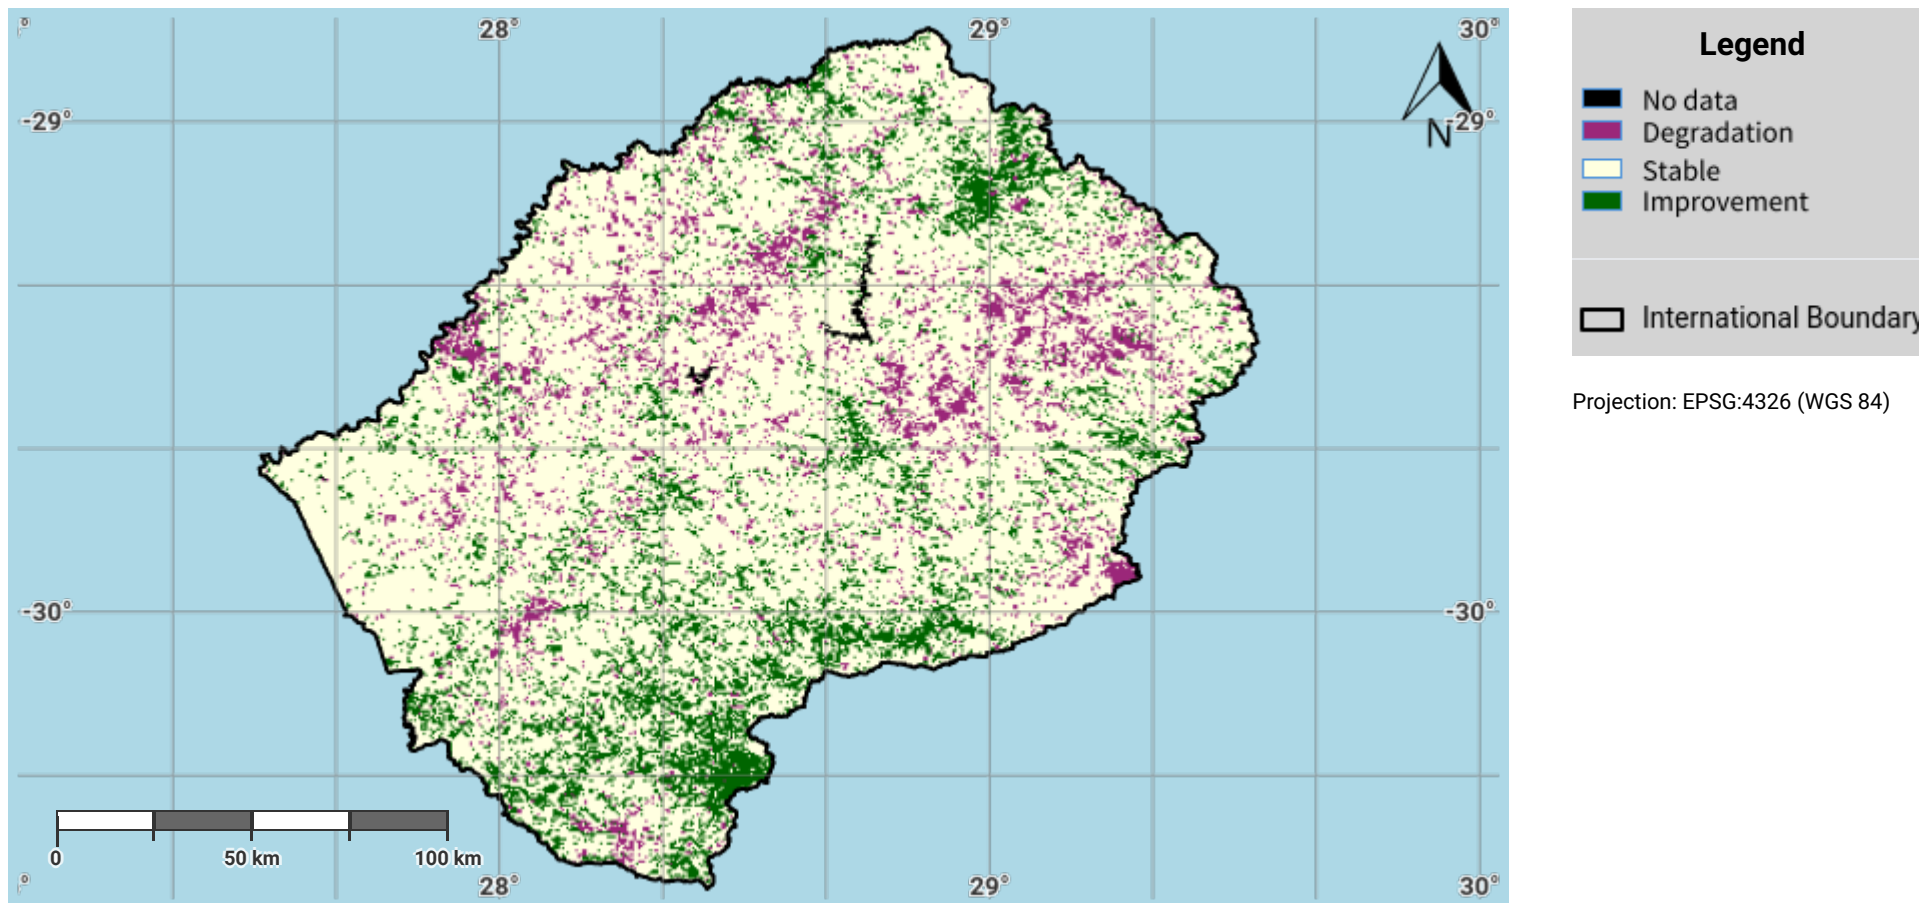 ° 28° 29° 30°
-29° -29°
-30° -30°
N
0 50 km 100 km
° 28° 29° 30°
Legend
No data
Degradation
Stable
Improvement
International Boundary
Projection: EPSG:4326 (WGS 84)